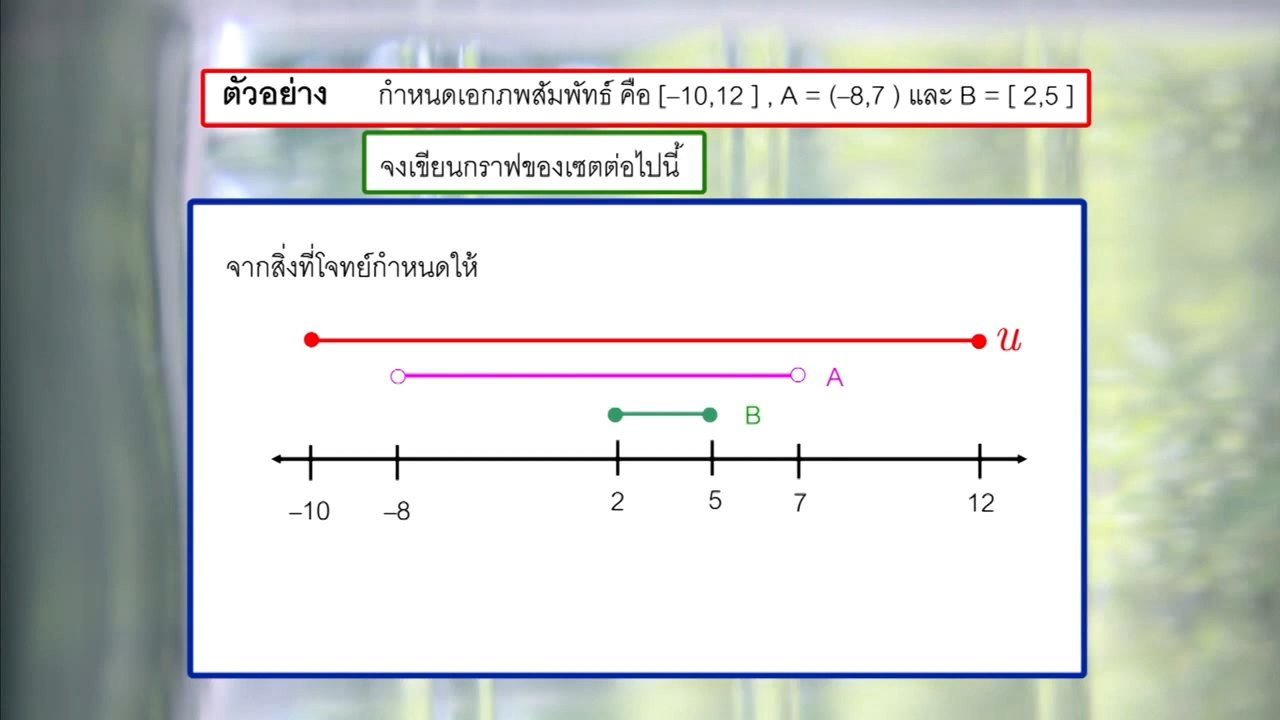 ตัวอย่าง กำหนดเอกภพสัมพัทธ์ คือ [–10,12 ] , A = (–8,7 ) และ B = [ 2,5 ]
จงเขียนกราฟของเซตต่อไปนี้
จากสิ่งที่โจทย์กำหนดให้
u
A
B
–10 –8 2 5 7 12